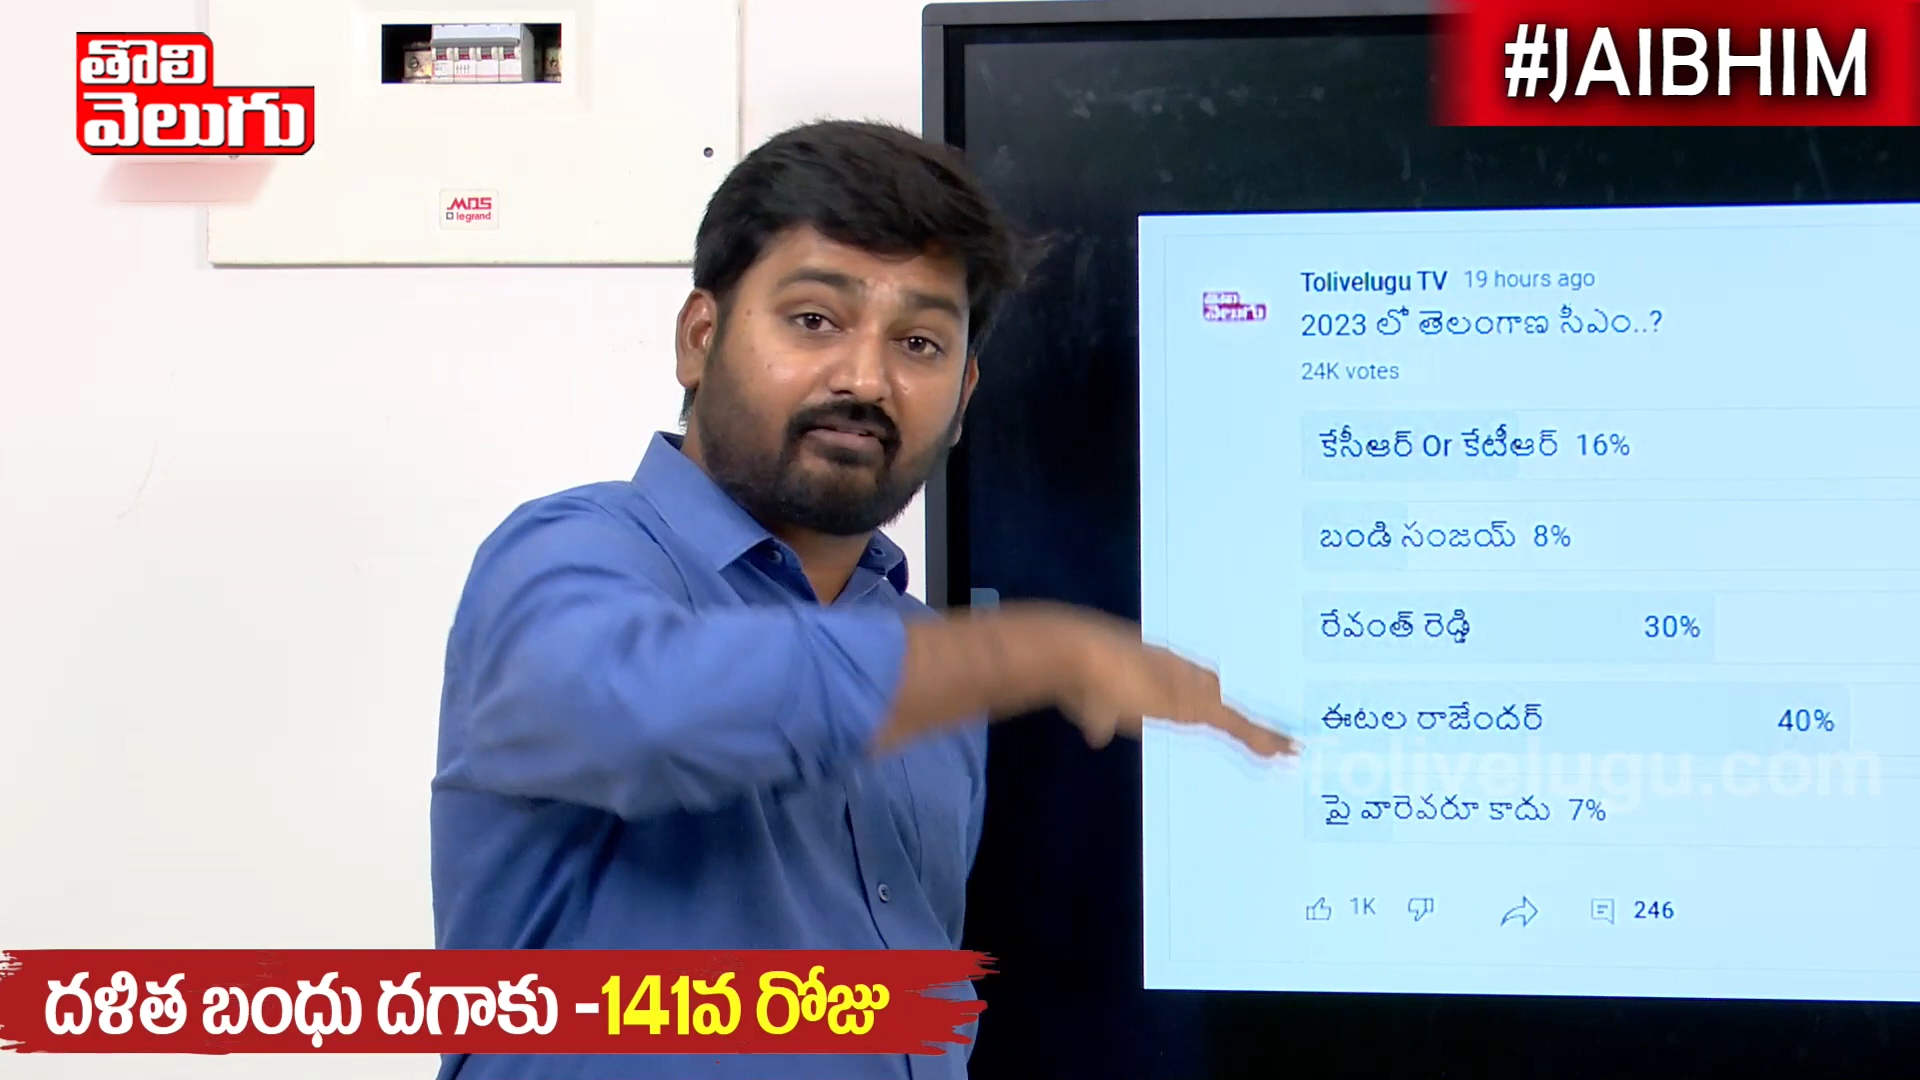 తొలి
వెలుగు
#JAIBHIM
MDS
legrand
Tolivelugu TV 19 hours ago
2023 లో తెలంగాణ సీఎం..?
24K votes
కేసీఆర్ Or కేటీఆర్ 16%
బండి సంజయ్ 8%
రేవంత్ రెడ్డి 30%
ఈటల రాజేందర్ 40%
Tolivelugu.com
పై వారెవరూ కాదు 7%
1K 246
దళిత బంధు దగాకు -141వ రోజు